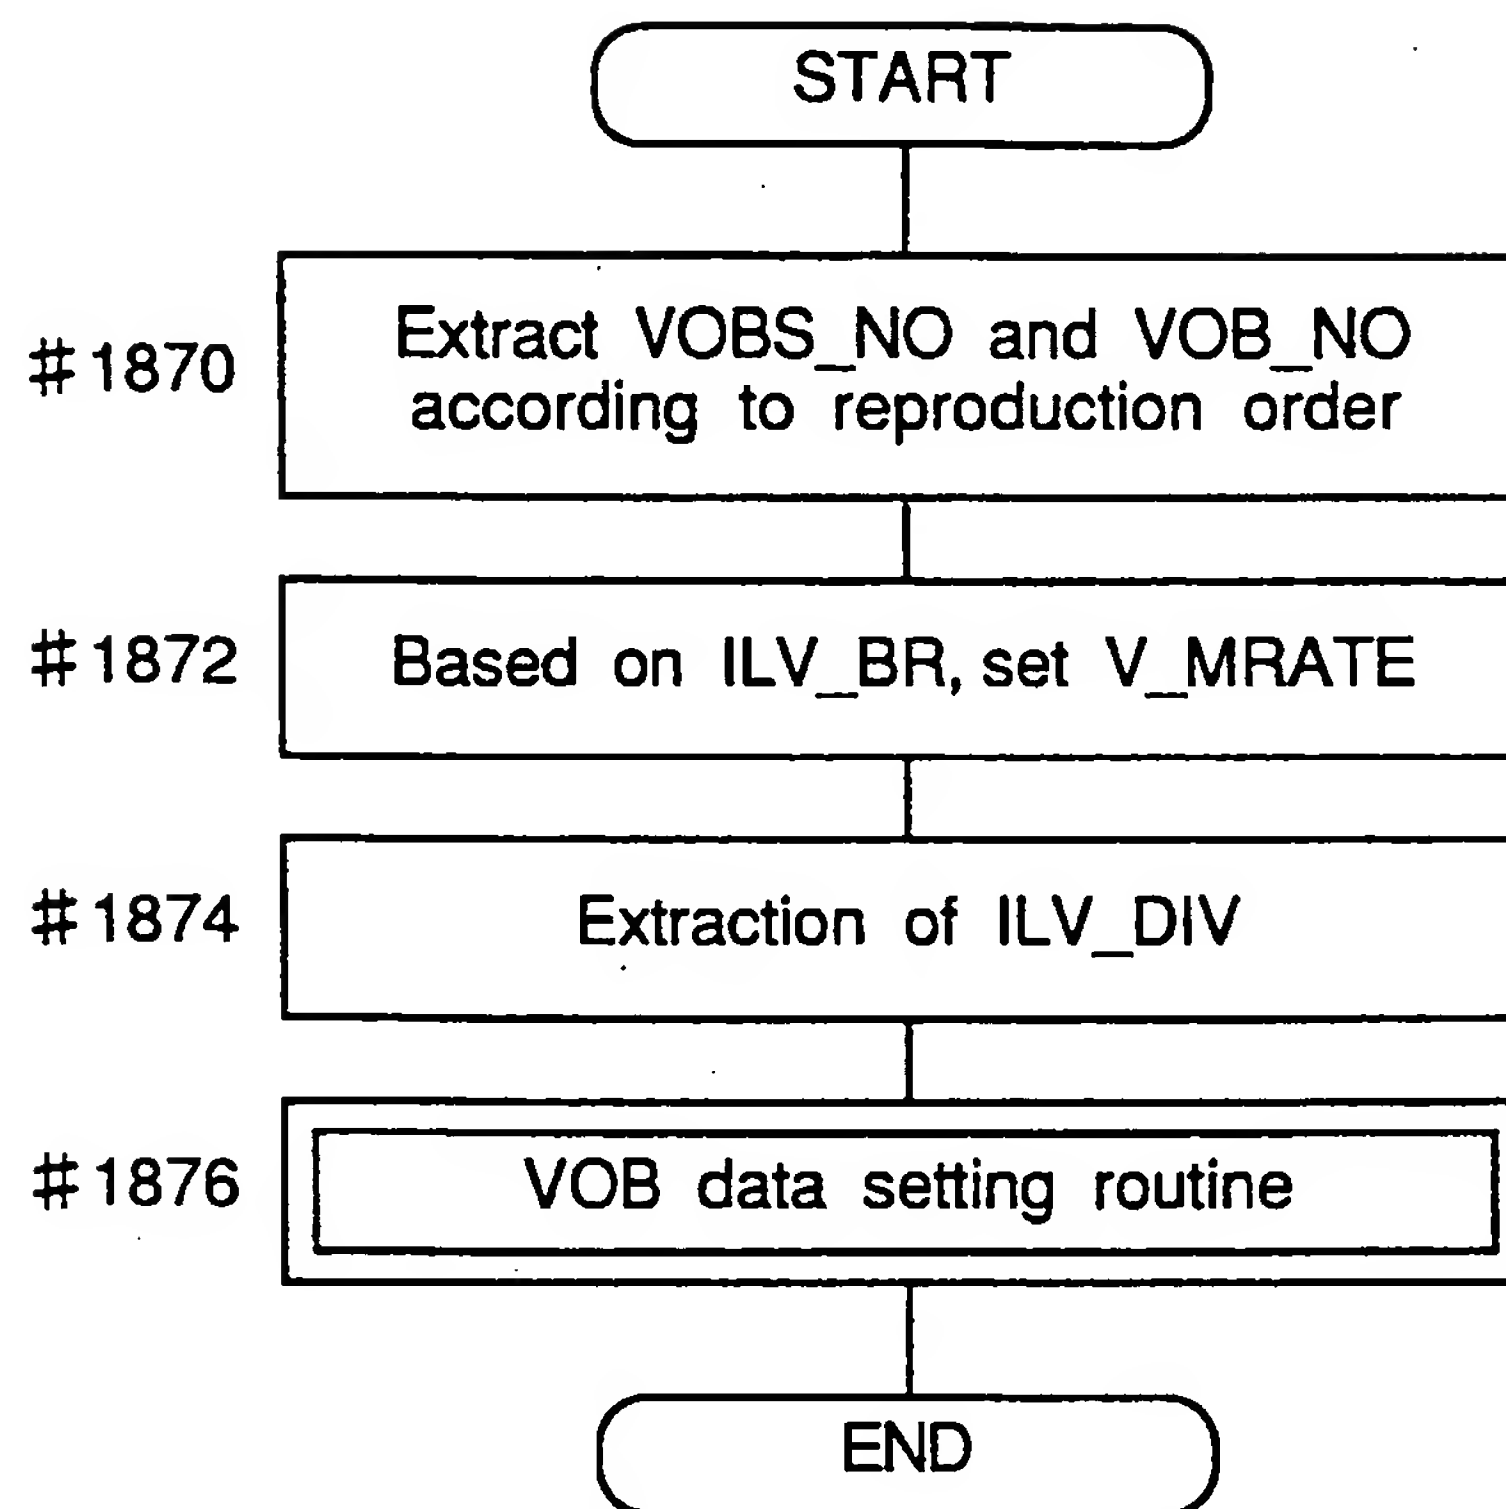 START
#1870
Extract VOBS_NO and VOB_NO
according to reproduction order
#1872
Based on ILV_BR, set V_MRATE
#1874
Extraction of ILV_DIV
#1876
VOB data setting routine
END